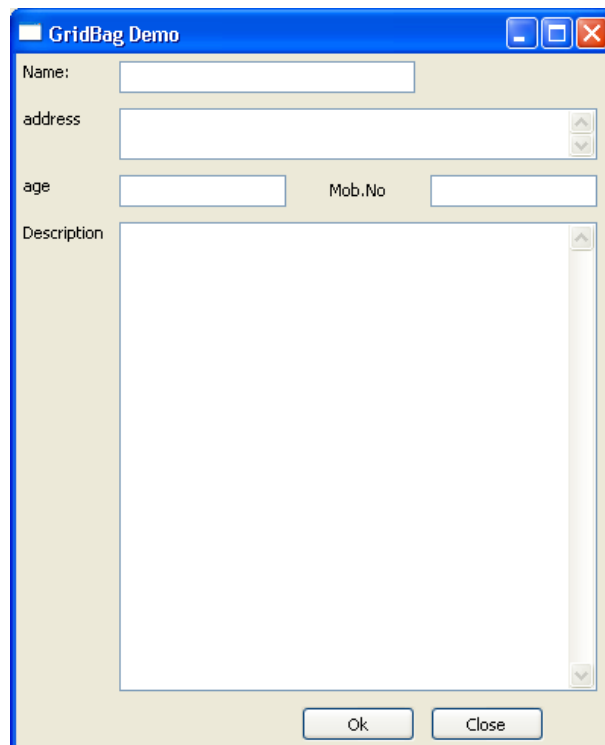 GridBag Demo
Name:
address
age Mob.No
Description
Ok Close